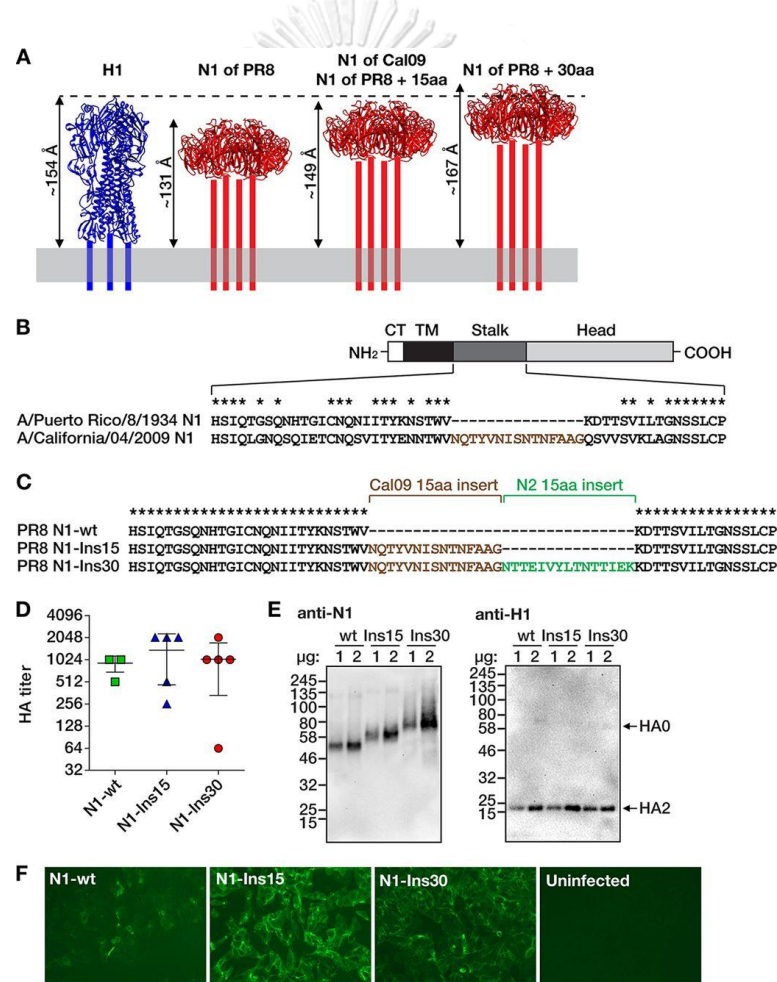 A
H1
N1 of PR8
N1 of Cal09
N1 of PR8 + 15aa
N1 of PR8 + 30aa
~154 Å
~131 Å
~149 Å
~167 Å
B
CT TM Stalk Head
NH2 COOH
**** * * *** *** * **** ** * *******
A/Puerto Rico/8/1934 N1 HSIQTGSQNHTGICNQNIITYKNSTWV---------------KDTTSVILTGNSSLCP
A/California/04/2009 N1 HSIQLGNQSQIETCNQSVITYENNTWVNQTYVNISNTNFAAGQSVVSVKLAGNSSLCP
C
Cal09 15aa insert N2 15aa insert
*************************** ****************
PR8 N1-wt HSIQTGSQNHTGICNQNIITYKNSTWV------------------------------KDTTSVILTGNSSLCP
PR8 N1-Ins15 HSIQTGSQNHTGICNQNIITYKNSTWVNQTYVNISNTNFAAG---------------KDTTSVILTGNSSLCP
PR8 N1-Ins30 HSIQTGSQNHTGICNQNIITYKNSTWVNQTYVNISNTNFAAGNTTEIVYLTNTTIEKKDTTSVILTGNSSLCP
D
HA titer
4096
2048
1024
512
256
128
64
32
N1-wt
N1-Ins15
N1-Ins30
E
anti-N1
wt Ins15 Ins30
µg: 1 2 1 2 1 2
245
135
100
80
58
46
32
25
15
anti-H1
wt Ins15 Ins30
µg: 1 2 1 2 1 2
245
135
100
80
58
46
32
25
15
HA0
HA2
F
N1-wt
N1-Ins15
N1-Ins30
Uninfected